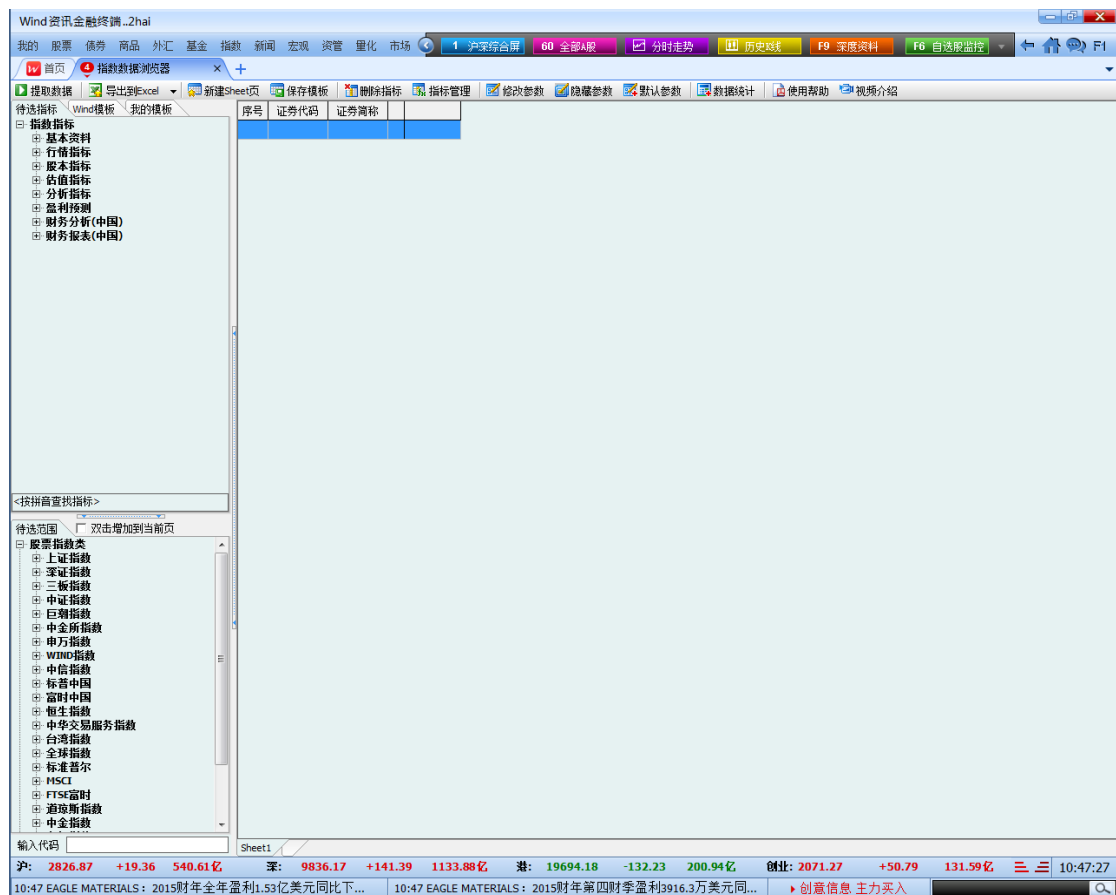 Wind资讯金融终端..2hai
我的 股票 债券 商品 外汇 基金 指数 新闻 宏观 资管 量化 市场 1 沪深综合屏 60 全部A股 分时走势 历史K线 F9 深度资料 F6 自选股监控 F1
首页 4 指数数据浏览器 × +
提取数据 导出到Excel 新建Sheet页 保存模板 删除指标 指标管理 修改参数 隐藏参数 默认参数 数据统计 使用帮助 视频介绍
待选指标 Wind模板 我的模板
序号 证券代码 证券简称
指数指标
基本资料
行情指标
股本指标
估值指标
分析指标
盈利预测
财务分析(中国)
财务报表(中国)
<按拼音查找指标>
待选范围 双击增加到当前页
股票指数类
上证指数
深证指数
三板指数
中证指数
巨潮指数
中金所指数
申万指数
WIND指数
中信指数
标普中国
富时中国
恒生指数
中华交易服务指数
台湾指数
全球指数
标准普尔
MSCI
FTSE富时
道琼斯指数
中金指数
输入代码
Sheet1
沪: 2826.87 +19.36 540.61亿 深: 9836.17 +141.39 1133.88亿 港: 19694.18 -132.23 200.94亿 创业: 2071.27 +50.79 131.59亿 10:47:27
10:47 EAGLE MATERIALS: 2015财年全年盈利1.53亿美元同比下... 10:47 EAGLE MATERIALS: 2015财年第四财季盈利3916.3万美元同... 创意信息 主力买入